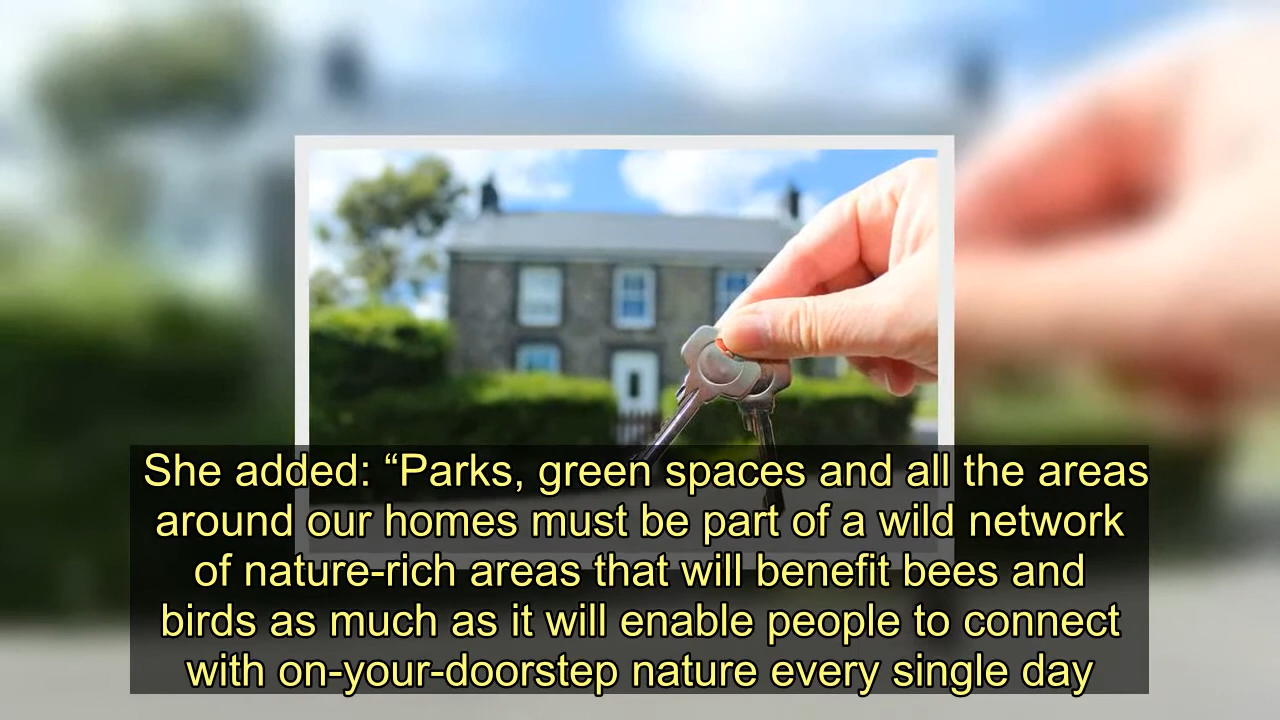 She added: “Parks, green spaces and all the areas
around our homes must be part of a wild network
of nature-rich areas that will benefit bees and
birds as much as it will enable people to connect
with on-your-doorstep nature every single day